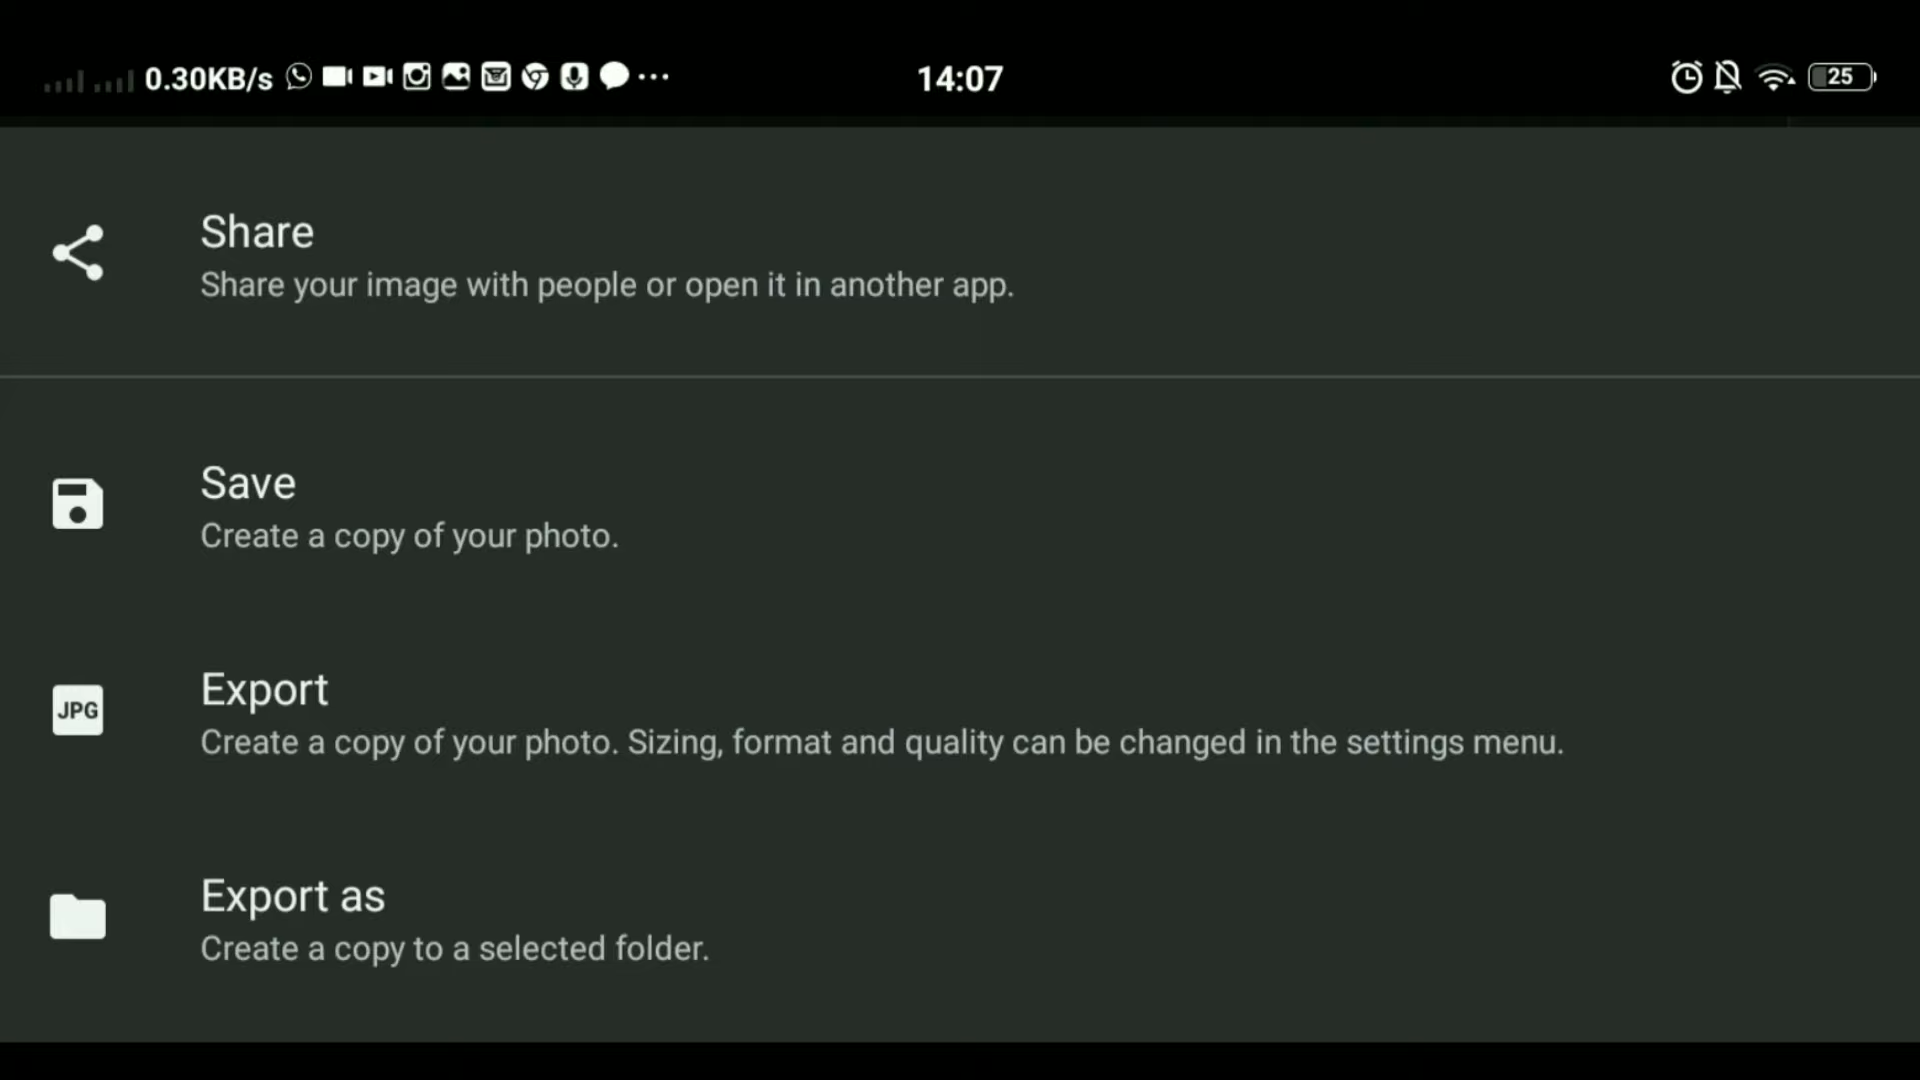 0.30KB/s 14:07 25
Share
Share your image with people or open it in another app.
Save
Create a copy of your photo.
JPG
Export
Create a copy of your photo. Sizing, format and quality can be changed in the settings menu.
Export as
Create a copy to a selected folder.